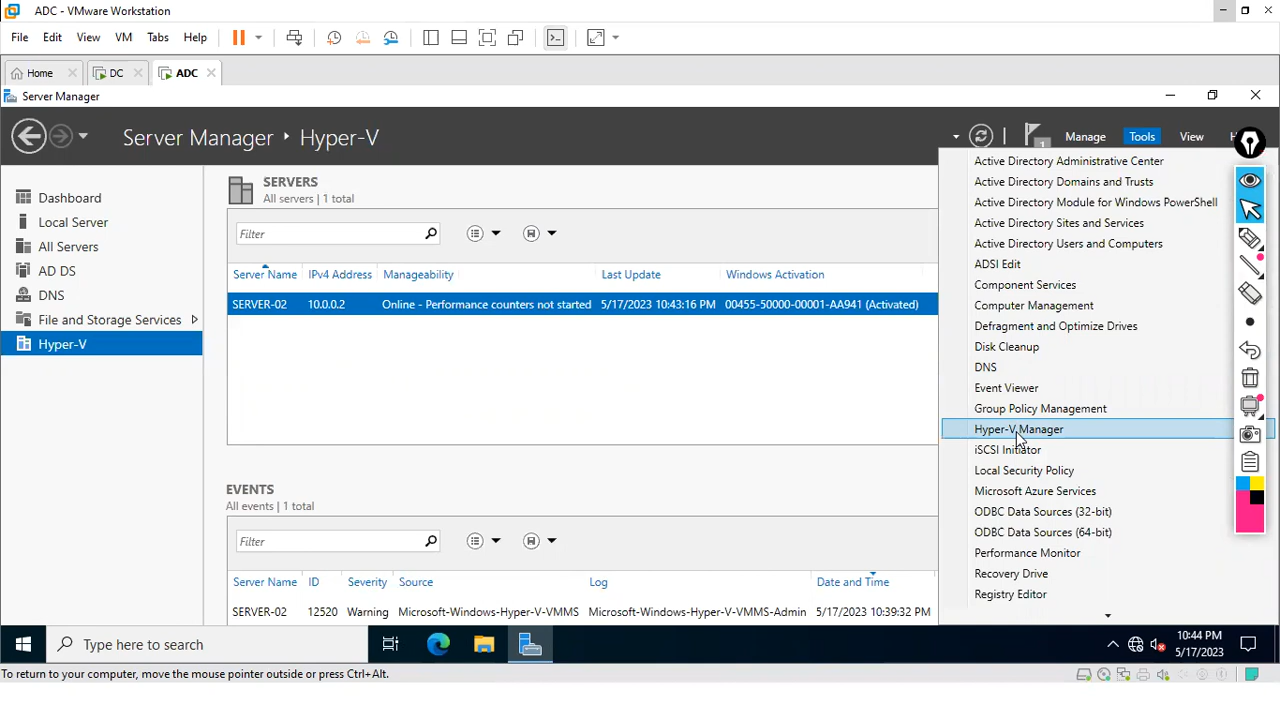 ADC - VMware Workstation
File Edit View VM Tabs Help
Home DC ADC
Server Manager
Server Manager Hyper-V
1 Manage Tools View H
Dashboard
Local Server
All Servers
AD DS
DNS
File and Storage Services
Hyper-V
SERVERS
All servers | 1 total
Filter
Server Name IPv4 Address Manageability Last Update Windows Activation
SERVER-02 10.0.0.2 Online - Performance counters not started 5/17/2023 10:43:16 PM 00455-50000-00001-AA941 (Activated)
EVENTS
All events | 1 total
Filter
Server Name ID Severity Source Log Date and Time
SERVER-02 12520 Warning Microsoft-Windows-Hyper-V-VMMS Microsoft-Windows-Hyper-V-VMMS-Admin 5/17/2023 10:39:32 PM
Active Directory Administrative Center
Active Directory Domains and Trusts
Active Directory Module for Windows PowerShell
Active Directory Sites and Services
Active Directory Users and Computers
ADSI Edit
Component Services
Computer Management
Defragment and Optimize Drives
Disk Cleanup
DNS
Event Viewer
Group Policy Management
Hyper-V Manager
iSCSI Initiator
Local Security Policy
Microsoft Azure Services
ODBC Data Sources (32-bit)
ODBC Data Sources (64-bit)
Performance Monitor
Recovery Drive
Registry Editor
Type here to search
10:44 PM
5/17/2023
To return to your computer, move the mouse pointer outside or press Ctrl+Alt.